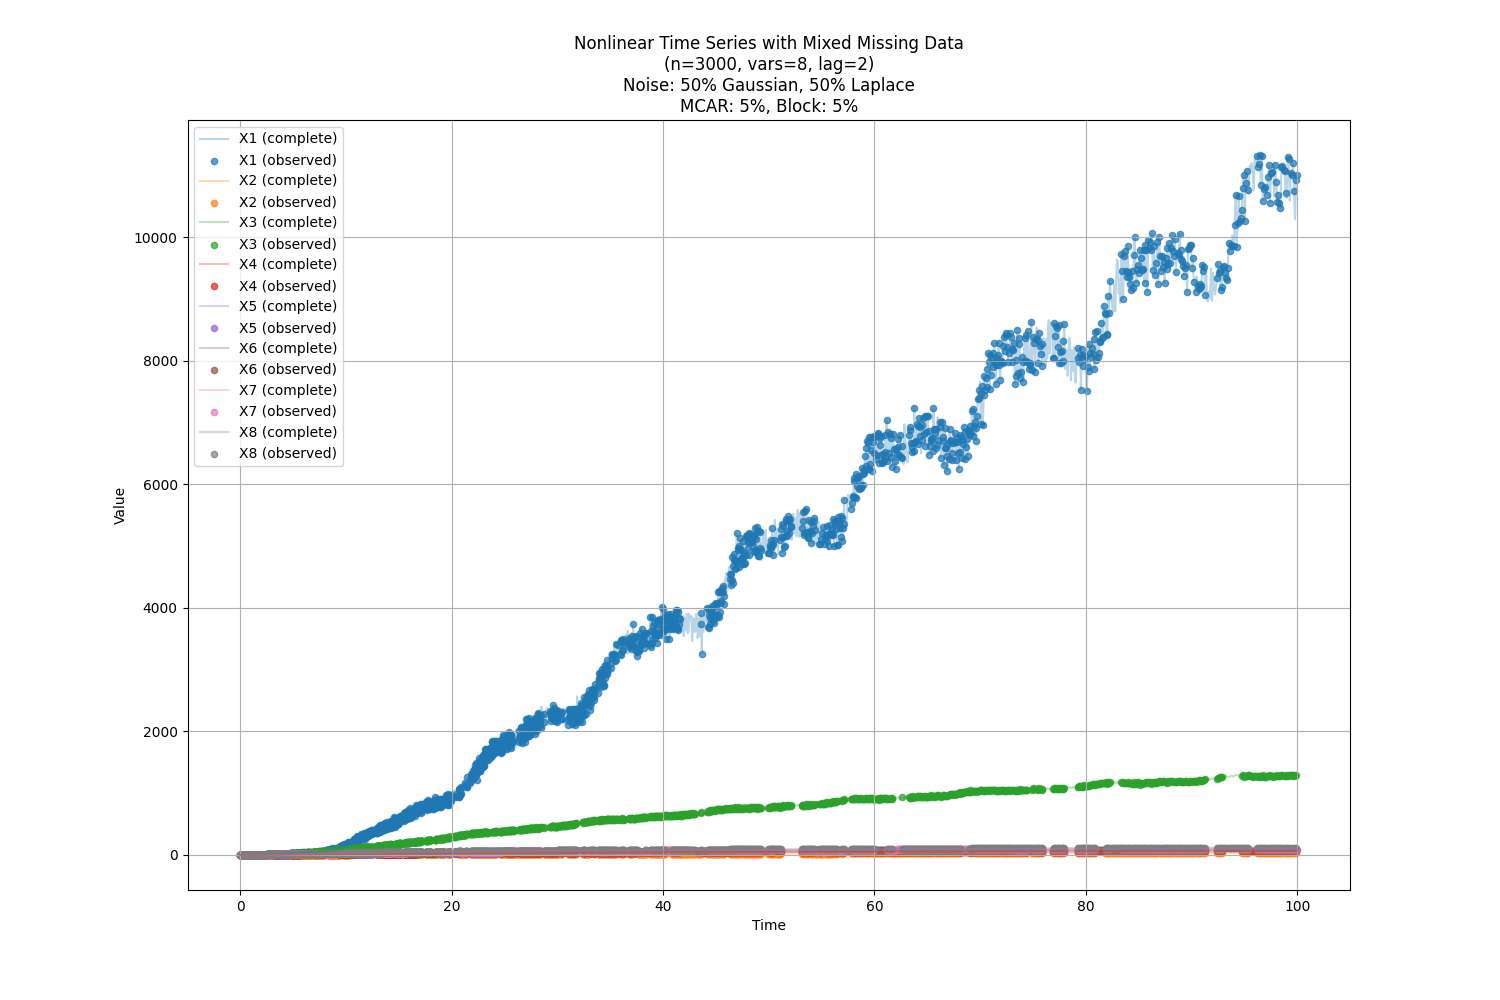 Nonlinear Time Series with Mixed Missing Data
(n=3000, vars=8, lag=2)
Noise: 50% Gaussian, 50% Laplace
MCAR: 5%, Block: 5%
X1 (complete)
X1 (observed)
X2 (complete)
X2 (observed)
X3 (complete)
X3 (observed)
X4 (complete)
X4 (observed)
X5 (complete)
X5 (observed)
X6 (complete)
X6 (observed)
X7 (complete)
X7 (observed)
X8 (complete)
X8 (observed)
Value
10000
8000
6000
4000
2000
0
0 20 40 60 80 100
Time